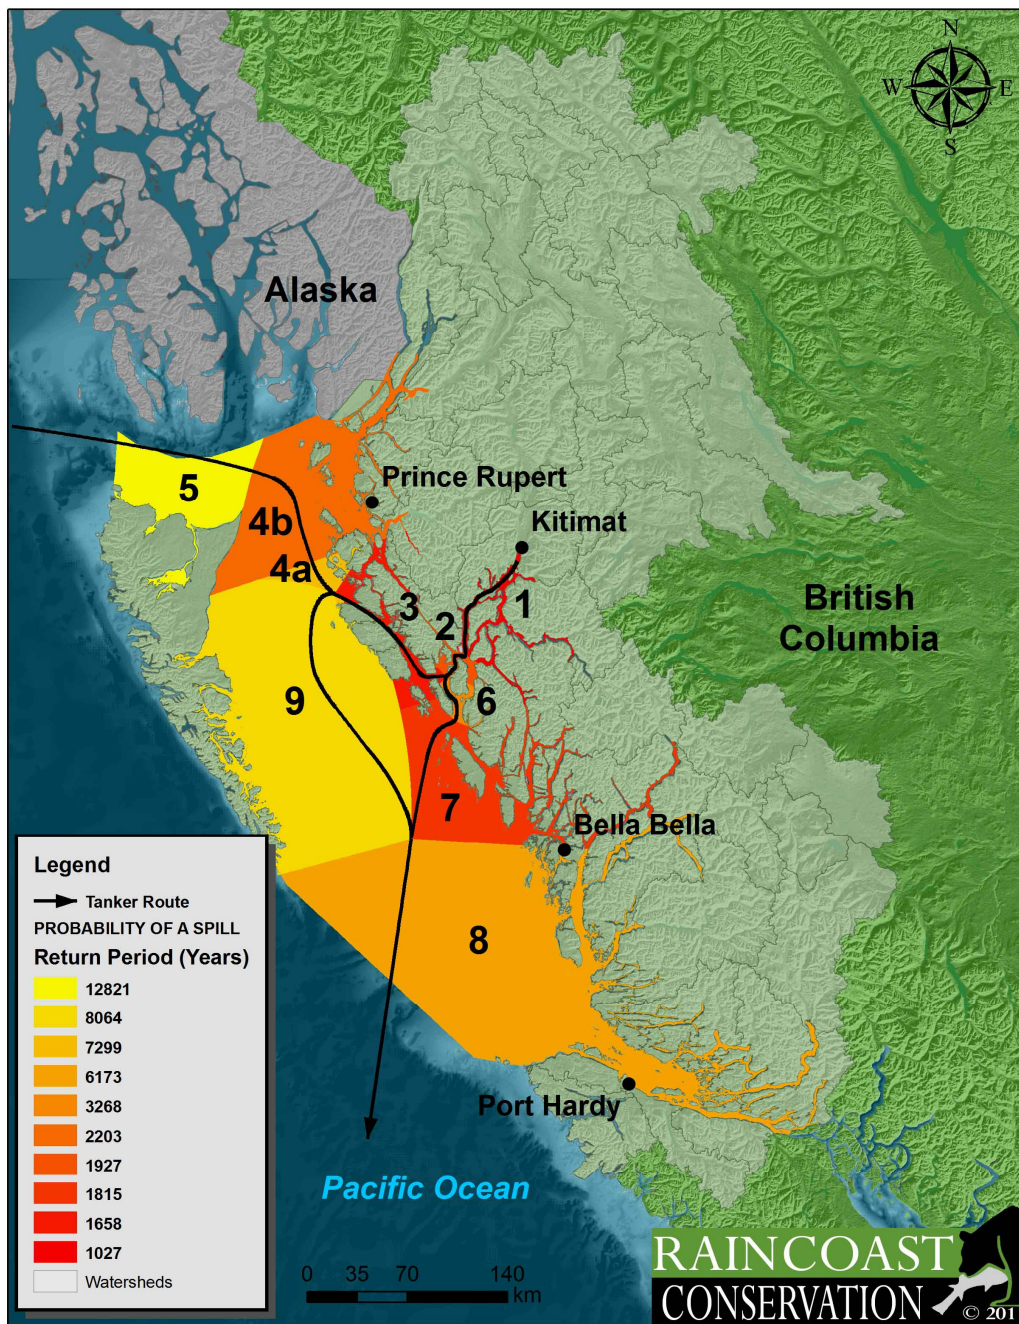 N
W E
S
Alaska
Prince Rupert
5
Kitimat
4b
4a
1
3
2
British
Columbia
9
6
7
Bella Bella
8
Port Hardy
Pacific Ocean
Legend
Tanker Route
PROBABILITY OF A SPILL
Return Period (Years)
12821
8064
7299
6173
3268
2203
1927
1815
1658
1027
Watersheds
0 35 70 140
km
RAINCOAST
CONSERVATION
© 201